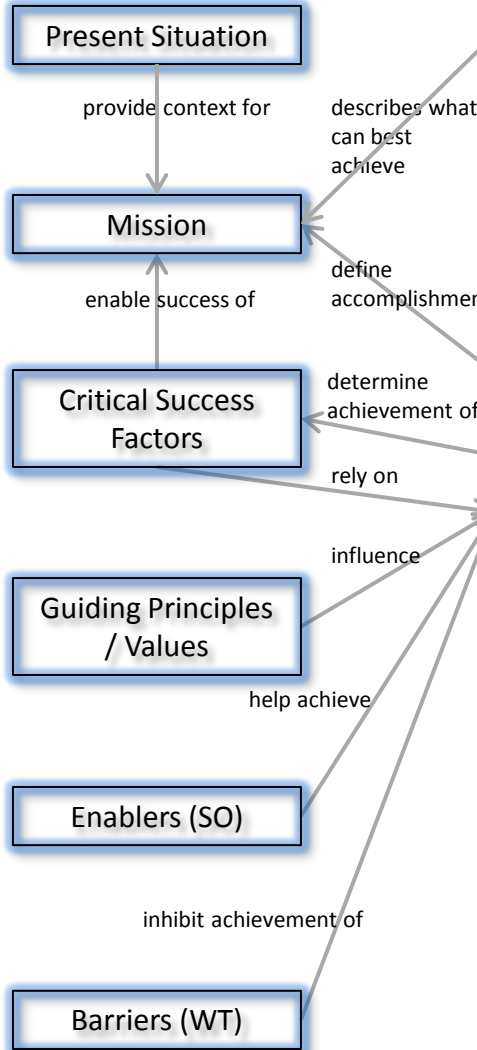 Present Situation
provide context for
describes what
can best
achieve
Mission
define
accomplishmen
enable success of
Critical Success
Factors
determine
achievement of
rely on
influence
Guiding Principles
/ Values
help achieve
Enablers (SO)
inhibit achievement of
Barriers (WT)